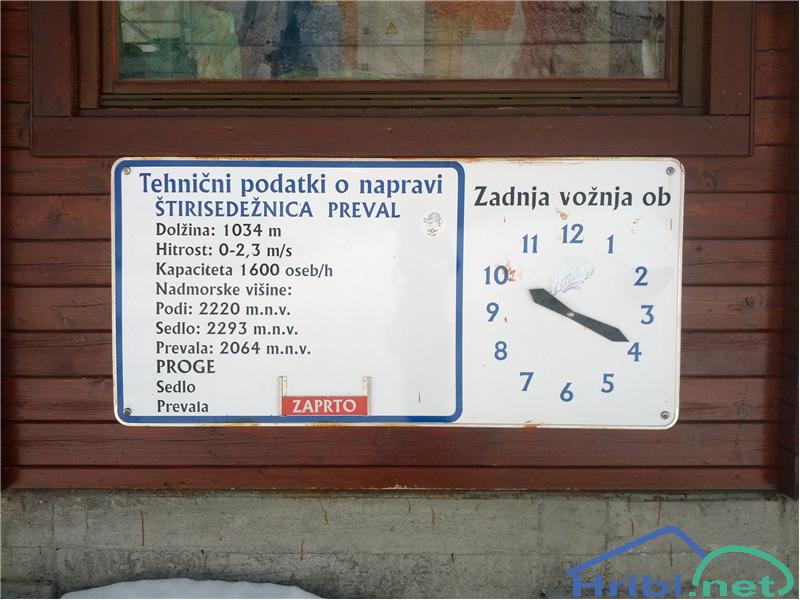 Tehnični podatki o napravi
ŠTIRISEDEŽNICA PREVAL
Dolžina: 1034 m
Hitrost: 0-2,3 m/s
Kapaciteta 1600 oseb/h
Nadmorske višine:
Podi: 2220 m.n.v.
Sedlo: 2293 m.n.v.
Prevala: 2064 m.n.v.
PROGE
Sedlo
Prevala
ZAPRTO
Zadnja vožnja ob
12
1
2
3
4
5
6
7
8
9
10
11
Hribi.net